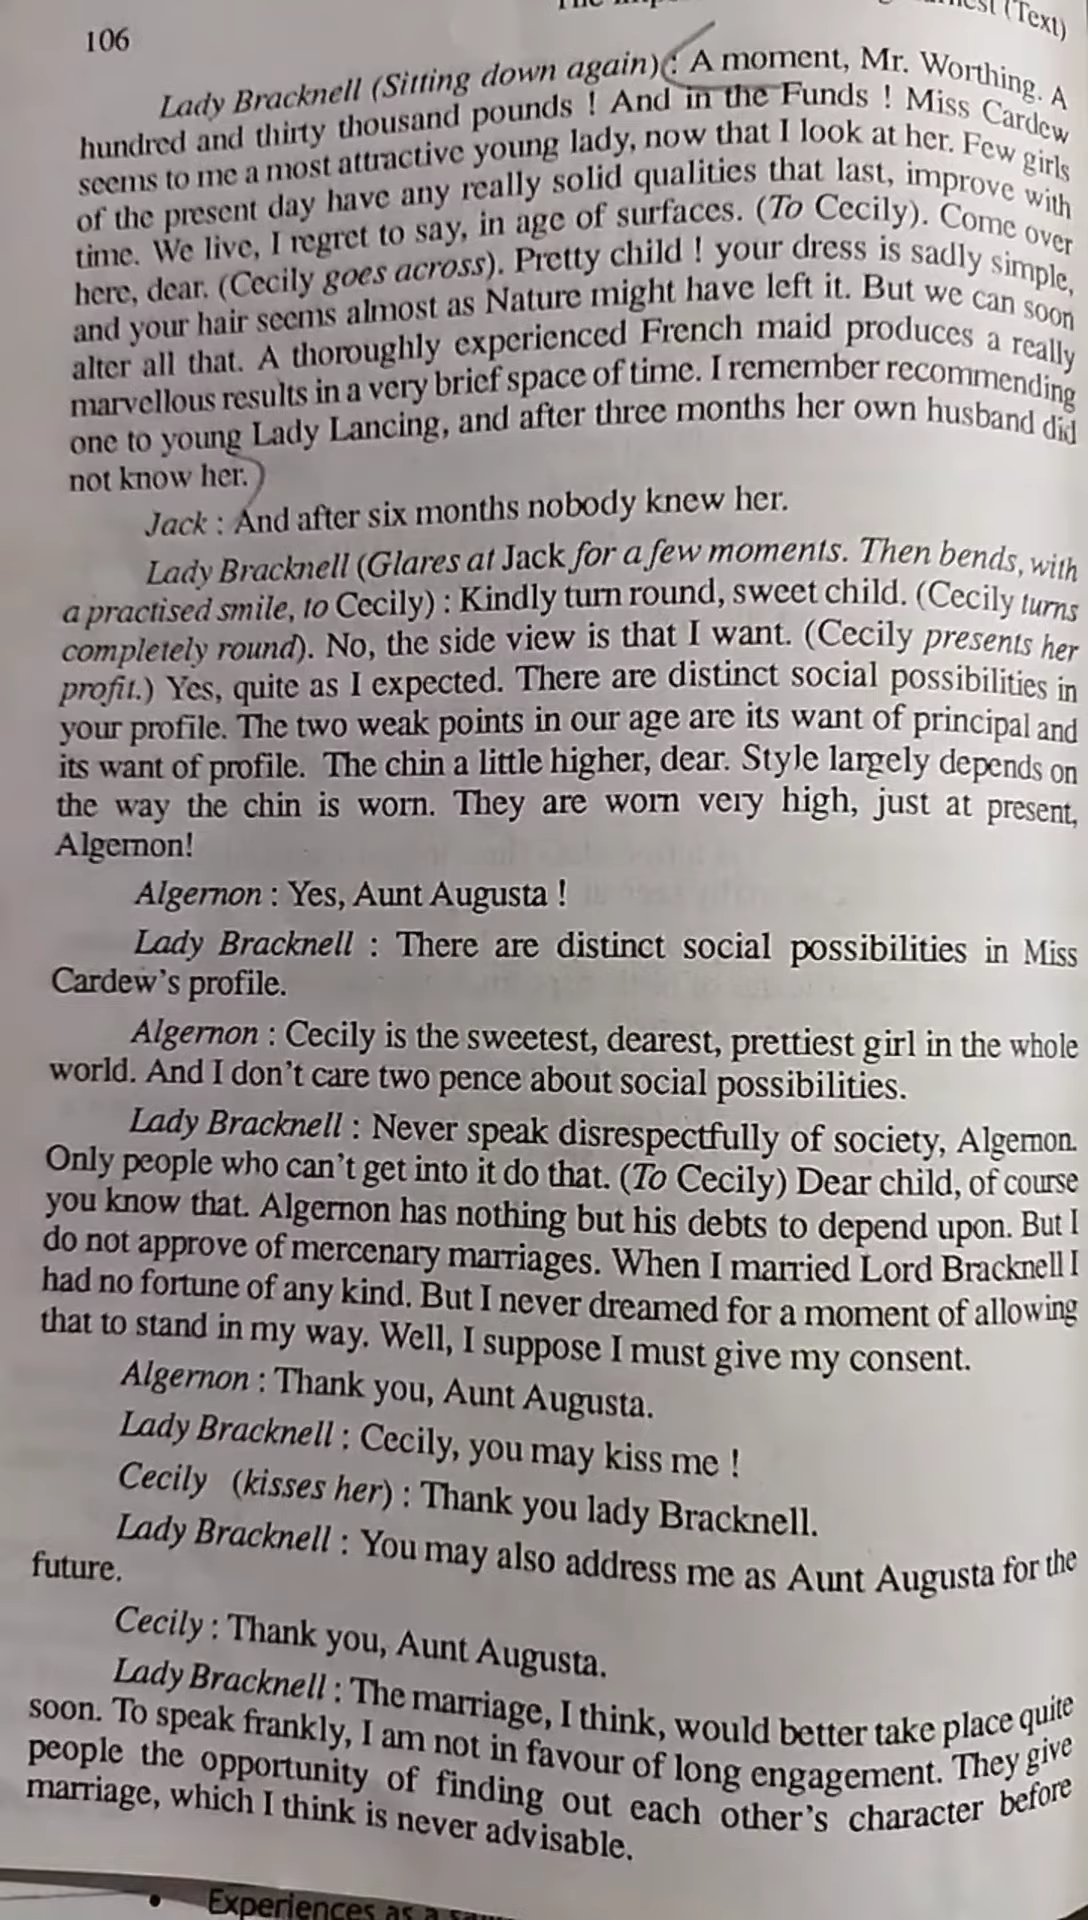 (Text)
106
Lady Bracknell (Sitting down again) : A moment, Mr. Worthing. A
hundred and thirty thousand pounds ! And in the Funds ! Miss Cardew
seems to me a most attractive young lady, now that I look at her. Few girls
of the present day have any really solid qualities that last, improve with
time. We live, I regret to say, in age of surfaces. (To Cecily). Come over
here, dear. (Cecily goes across). Pretty child ! your dress is sadly simple,
and your hair seems almost as Nature might have left it. But we can soon
alter all that. A thoroughly experienced French maid produces a really
marvellous results in a very brief space of time. I remember recommending
one to young Lady Lancing, and after three months her own husband did
not know her.
Jack : And after six months nobody knew her.
Lady Bracknell (Glares at Jack for a few moments. Then bends, with
a practised smile, to Cecily) : Kindly turn round, sweet child. (Cecily turns
completely round). No, the side view is that I want. (Cecily presents her
profit.) Yes, quite as I expected. There are distinct social possibilities in
your profile. The two weak points in our age are its want of principal and
its want of profile. The chin a little higher, dear. Style largely depends on
the way the chin is worn. They are worn very high, just at present,
Algernon!
Algernon : Yes, Aunt Augusta !
Lady Bracknell : There are distinct social possibilities in Miss
Cardew's profile.
Algernon : Cecily is the sweetest, dearest, prettiest girl in the whole
world. And I don't care two pence about social possibilities.
Lady Bracknell : Never speak disrespectfully of society, Algernon.
Only people who can't get into it do that. (To Cecily) Dear child, of course
you know that. Algernon has nothing but his debts to depend upon. But I
do not approve of mercenary marriages. When I married Lord Bracknell I
had no fortune of any kind. But I never dreamed for a moment of allowing
that to stand in my way. Well, I suppose I must give my consent.
Algernon : Thank you, Aunt Augusta.
Lady Bracknell : Cecily, you may kiss me !
Cecily (kisses her) : Thank you lady Bracknell.
Lady Bracknell : You may also address me as Aunt Augusta for the
future.
Cecily : Thank you, Aunt Augusta.
Lady Bracknell : The marriage, I think, would better take place quite
soon. To speak frankly, I am not in favour of long engagement. They give
people the opportunity of finding out each other's character before
marriage, which I think is never advisable.
• Experiences as a